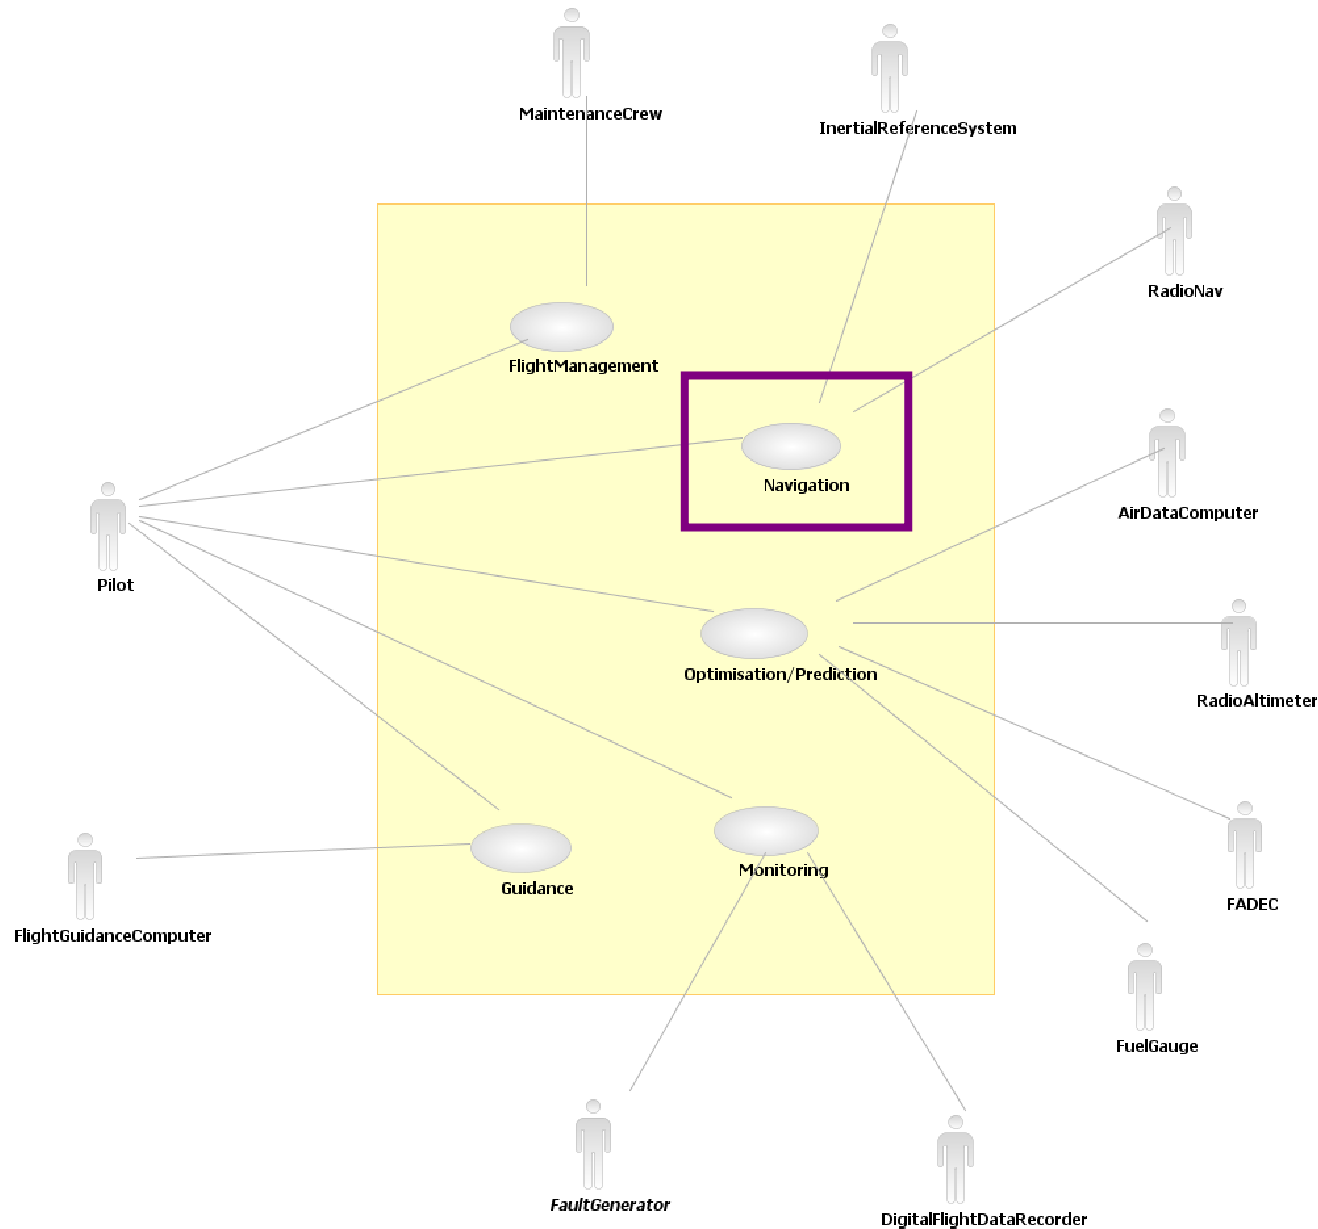 MaintenanceCrew
InertialReferenceSystem
RadioNav
FlightManagement
Navigation
AirDataComputer
Pilot
Optimisation/Prediction
RadioAltimeter
Monitoring
Guidance
FADEC
FlightGuidanceComputer
FuelGauge
FaultGenerator
DigitalFlightDataRecorder